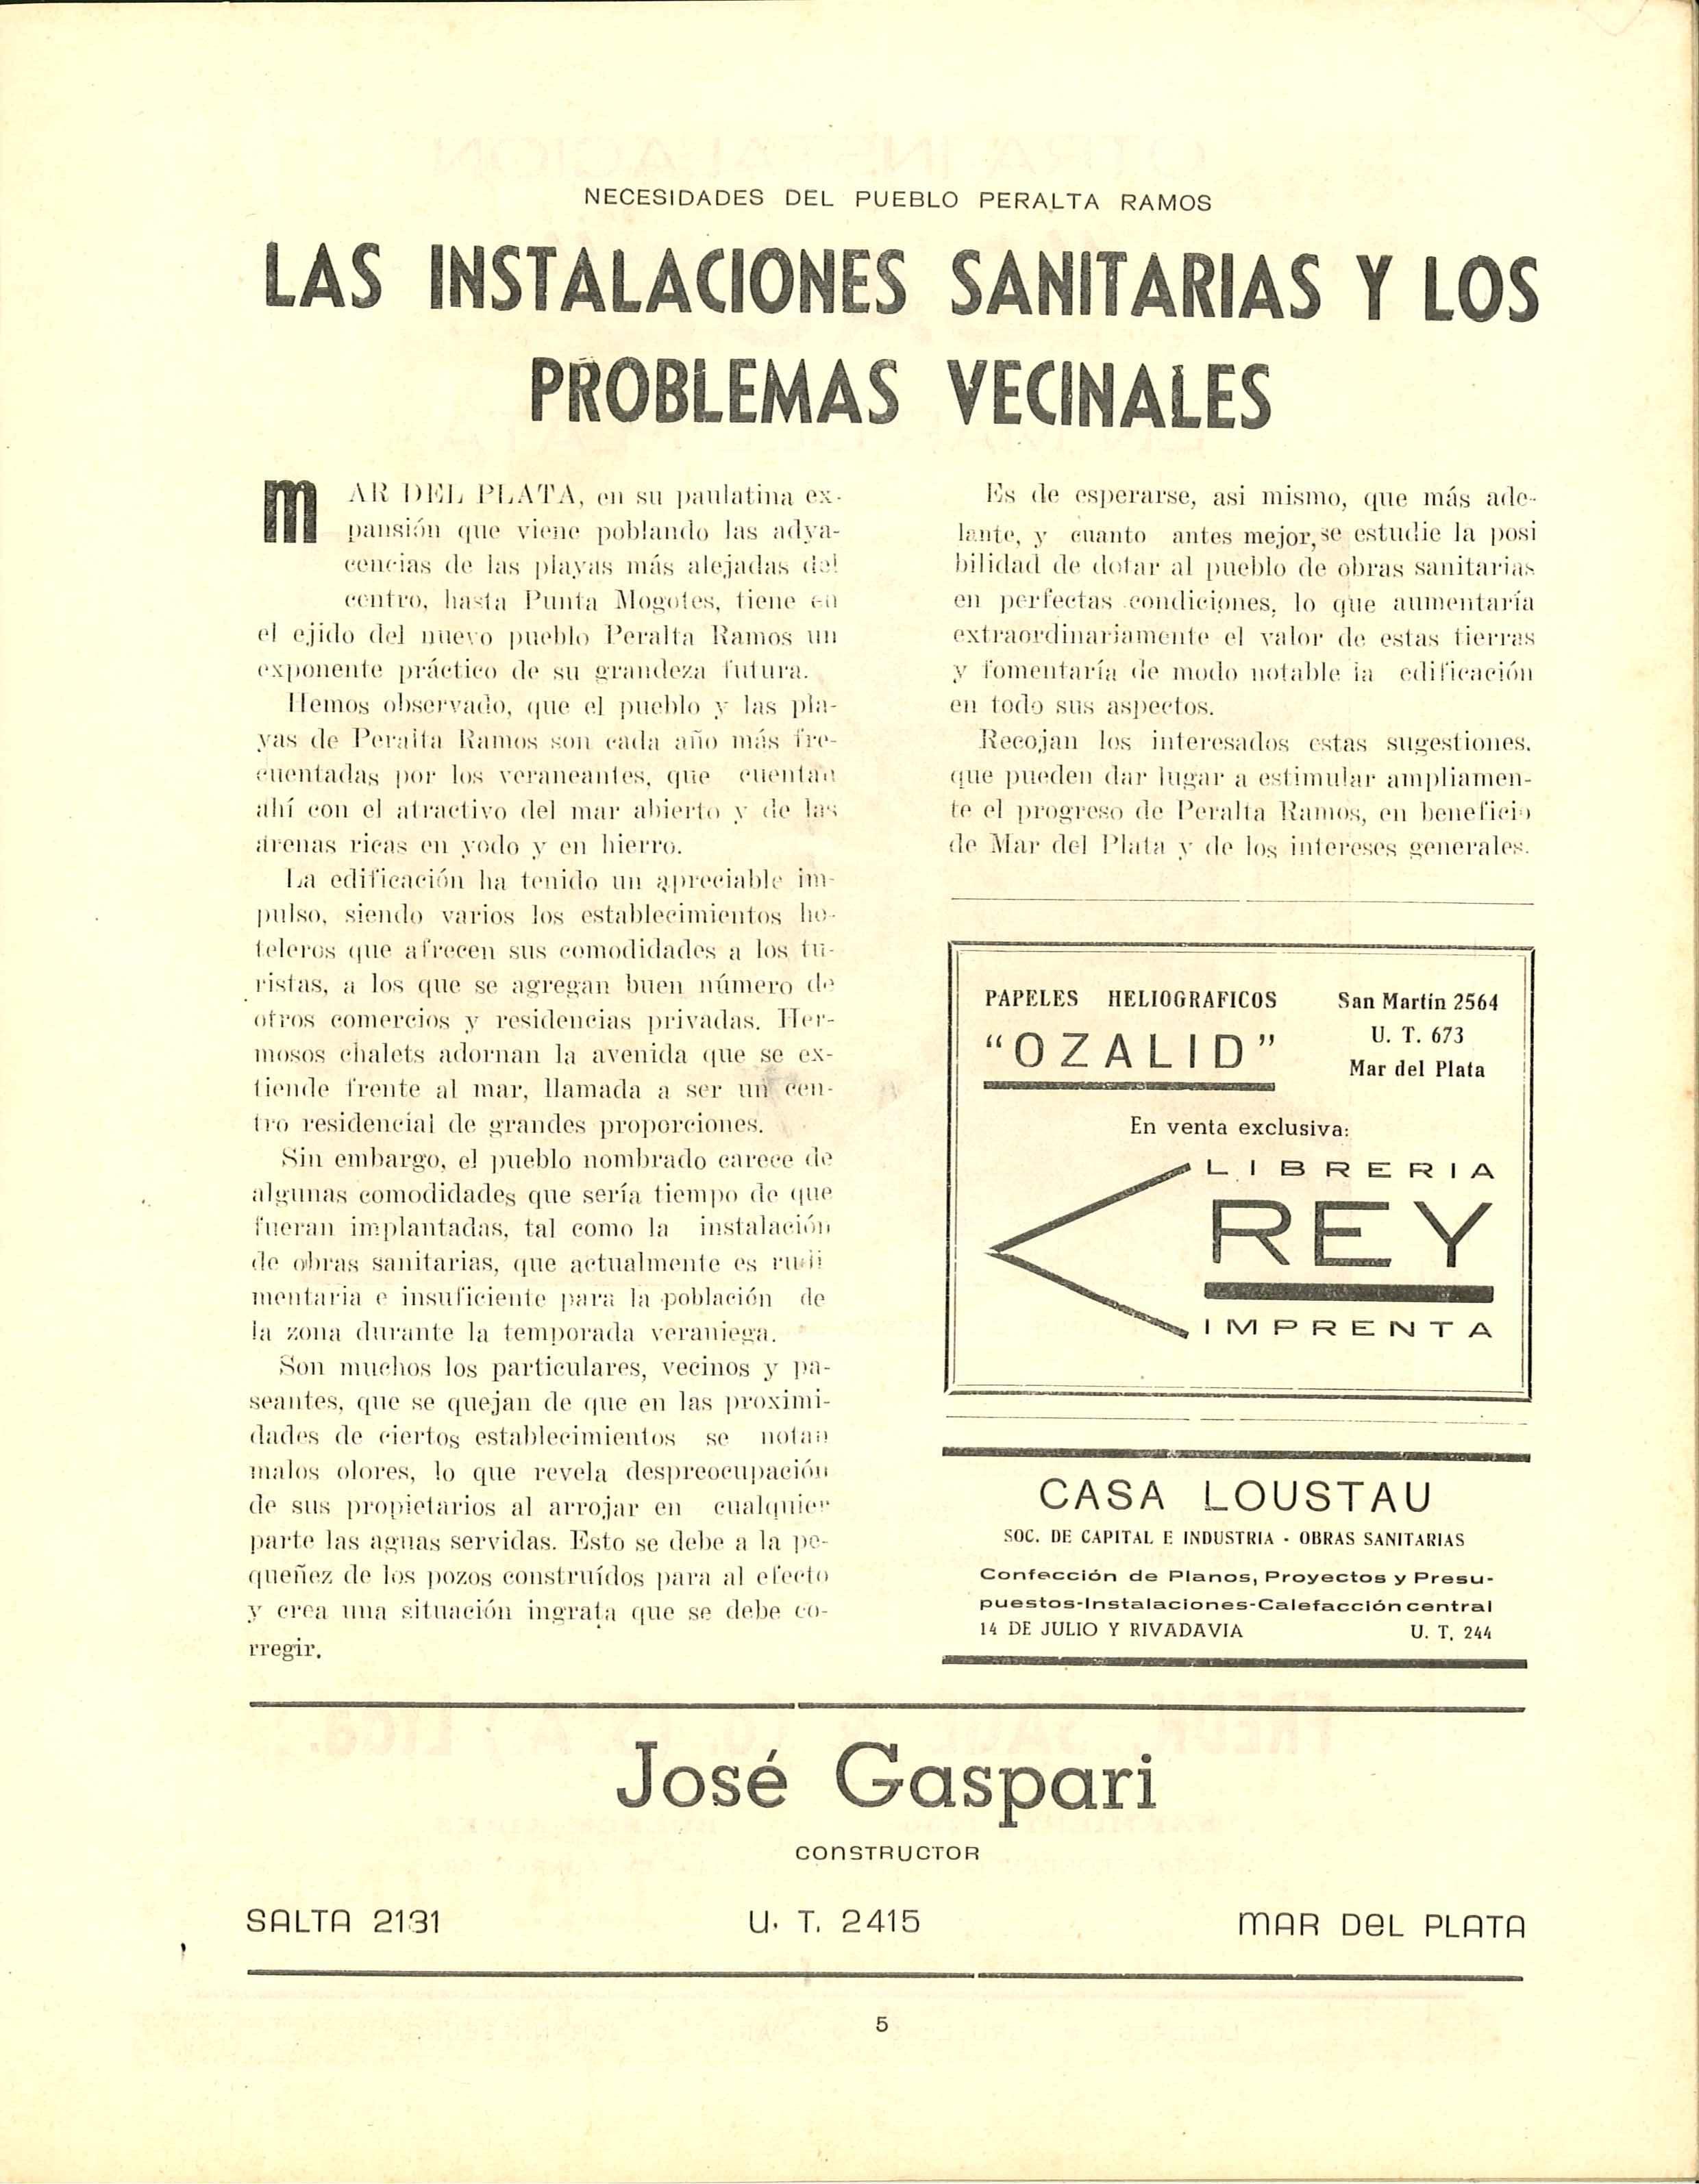 NECESIDADES DEL PUEBLO PERALTA RAMOS
LAS INSTALACIONES SANITARIAS Y LOS
PROBLEMAS VECINALES
MAR DEL PLATA, en su paulatina ex-
pansión que viene poblando las adya-
cencias de las playas más alejadas del
centro, hasta Punta Mogotes, tiene en
el ejido del nuevo pueblo Peralta Ramos un
exponente práctico de su grandeza futura.
Hemos observado, que el pueblo y las pla-
yas de Peralta Ramos son cada año más fre-
cuentadas por los veraneantes, que cuentan
ahí con el atractivo del mar abierto y de las
arenas ricas en yodo y en hierro.
La edificación ha tenido un apreciable im-
pulso, siendo varios los establecimientos ho-
teleros que afrecen sus comodidades a los tu-
ristas, a los que se agregan buen número de
otros comercios y residencias privadas. Her-
mosos chalets adornan la avenida que se ex-
tiende frente al mar, llamada a ser un cen-
tro residencial de grandes proporciones.
Sin embargo, el pueblo nombrado carece de
algunas comodidades que sería tiempo de que
fueran implantadas, tal como la instalación
de obras sanitarias, que actualmente es rudi
mentaria e insuficiente para la población de
la zona durante la temporada veraniega.
Son muchos los particulares, vecinos y pa-
seantes, que se quejan de que en las proximi-
dades de ciertos establecimientos se notan
malos olores, lo que revela despreocupación
de sus propietarios al arrojar en cualquier
parte las aguas servidas. Esto se debe a la pe-
queñez de los pozos construídos para al efecto
y crea una situación ingrata que se debe co-
rregir.
Es de esperarse, asi mismo, que más ade-
lante, y cuanto antes mejor, se estudie la posi
bilidad de dotar al pueblo de obras sanitarias
en perfectas condiciones, lo que aumentaría
extraordinariamente el valor de estas tierras
y fomentaría de modo notable la edificación
en todo sus aspectos.
Recojan los interesados estas sugestiones,
que pueden dar lugar a estimular ampliamen-
te el progreso de Peralta Ramos, en beneficio
de Mar del Plata y de los intereses generales.
PAPELES HELIOGRAFICOS
"OZALID"
San Martín 2564
U. T. 673
Mar del Plata
En venta exclusiva:
LIBRERIA
REY
IMPRENTA
CASA LOUSTAU
SOC. DE CAPITAL E INDUSTRIA - OBRAS SANITARIAS
Confección de Planos, Proyectos y Presu-
puestos-Instalaciones-Calefacción central
14 DE JULIO Y RIVADAVIA U. T. 244
José Gaspari
CONSTRUCTOR
SALTA 2131 U. T. 2415 MAR DEL PLATA
5